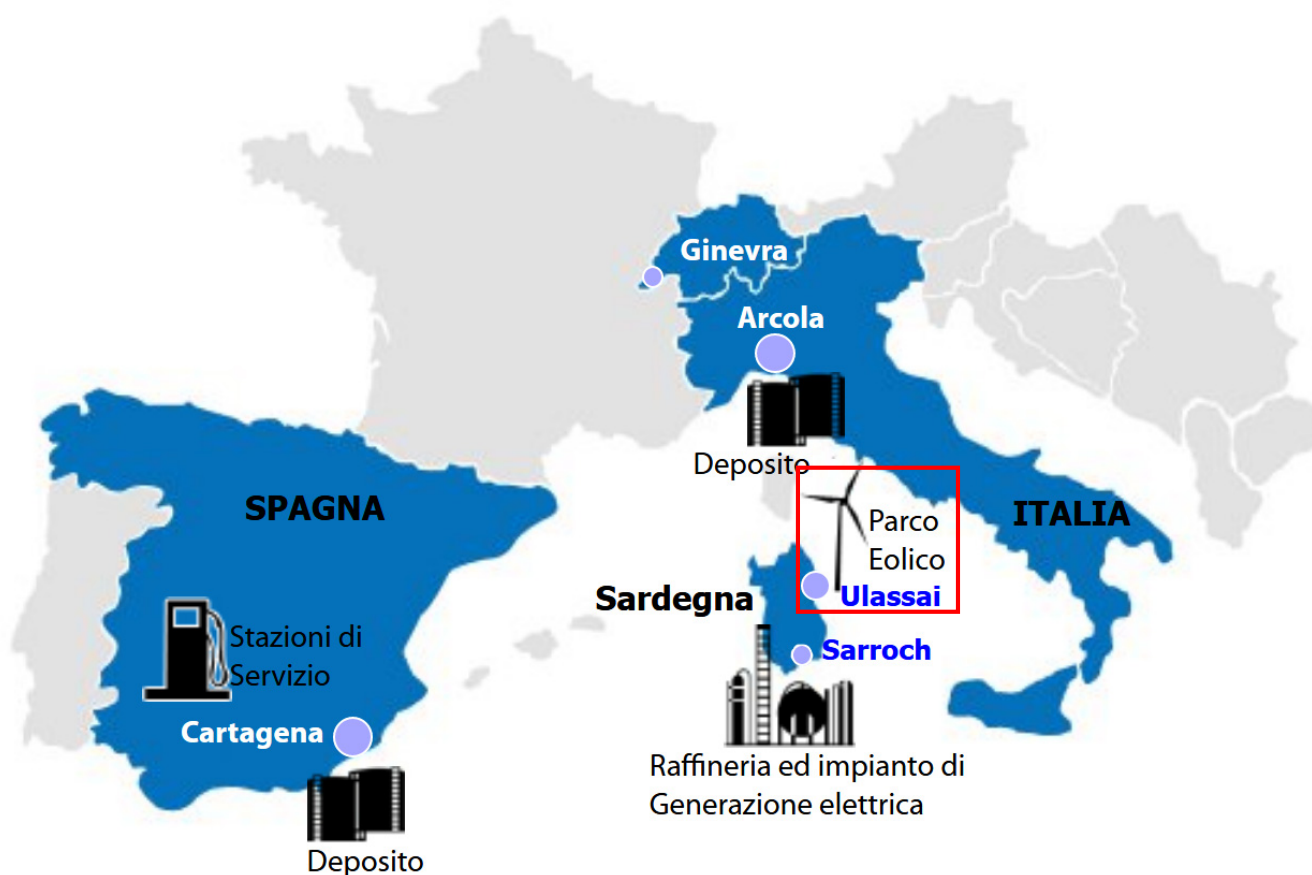 Ginevra
Arcola
Deposito
SPAGNA
ITALIA
Parco
Eolico
Ulassai
Sardegna
Stazioni di
Servizio
Sarroch
Cartagena
Raffineria ed impianto di
Generazione elettrica
Deposito